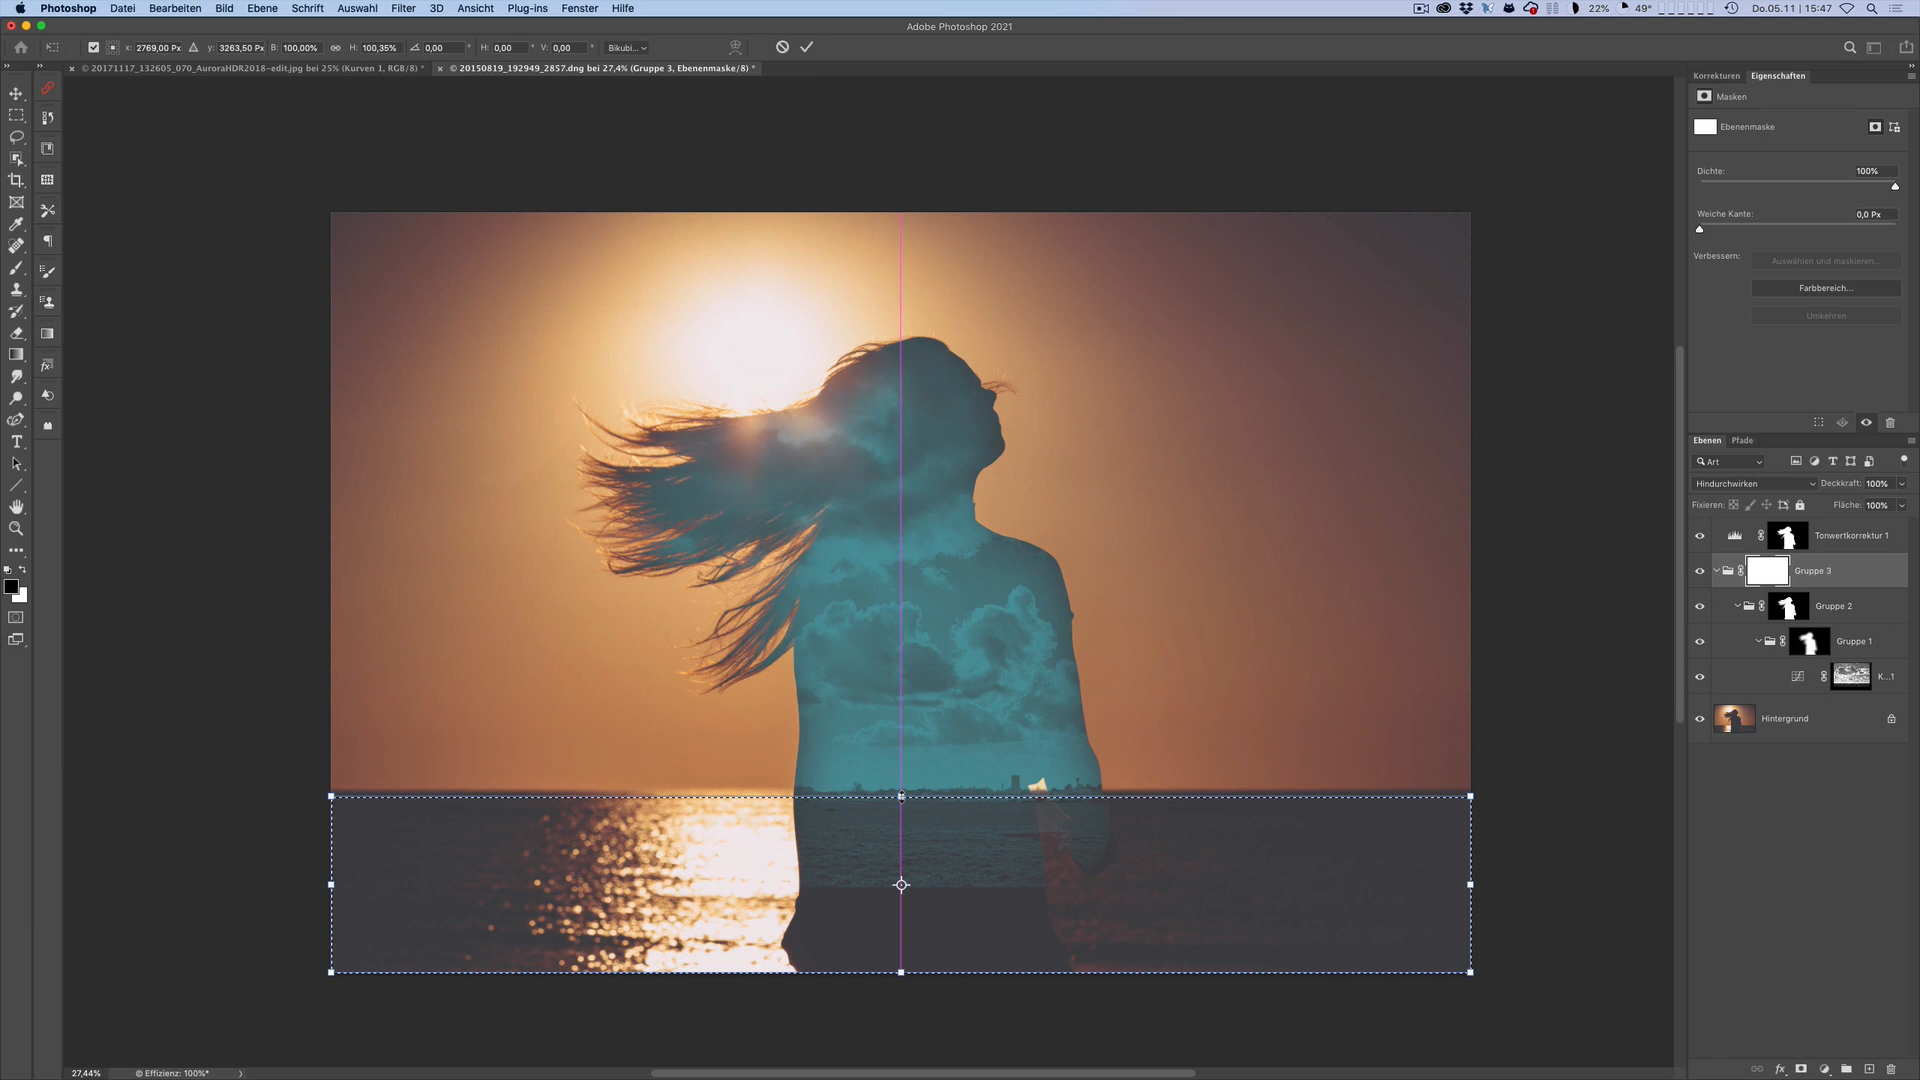 Photoshop Datei Bearbeiten Bild Ebene Schrift Auswahl Filter 3D Ansicht Plug-ins Fenster Hilfe 22% 49° Do.05.11 | 15:47
Adobe Photoshop 2021
x: 2769,00 Px y: 3263,50 Px B: 100,00% H: 100,35% 0,00 ° H: 0,00 ° V: 0,00 ° Bikubi...
× © 20171117_132605_070_AuroraHDR2018-edit.jpg bei 25% (Kurven 1, RGB/8) * × © 20150819_192949_2857.dng bei 27,4% (Gruppe 3, Ebenenmaske/8) *
Korrekturen Eigenschaften
Masken
Ebenenmaske
Dichte: 100%
Weiche Kante: 0,0 Px
Verbessern: Auswählen und maskieren...
Farbbereich...
Umkehren
Ebenen Pfade
Art
Hindurchwirken Deckkraft: 100%
Fixieren: Fläche: 100%
Tonwertkorrektur 1
Gruppe 3
Gruppe 2
Gruppe 1
K...1
Hintergrund
27,44% Effizienz: 100%*